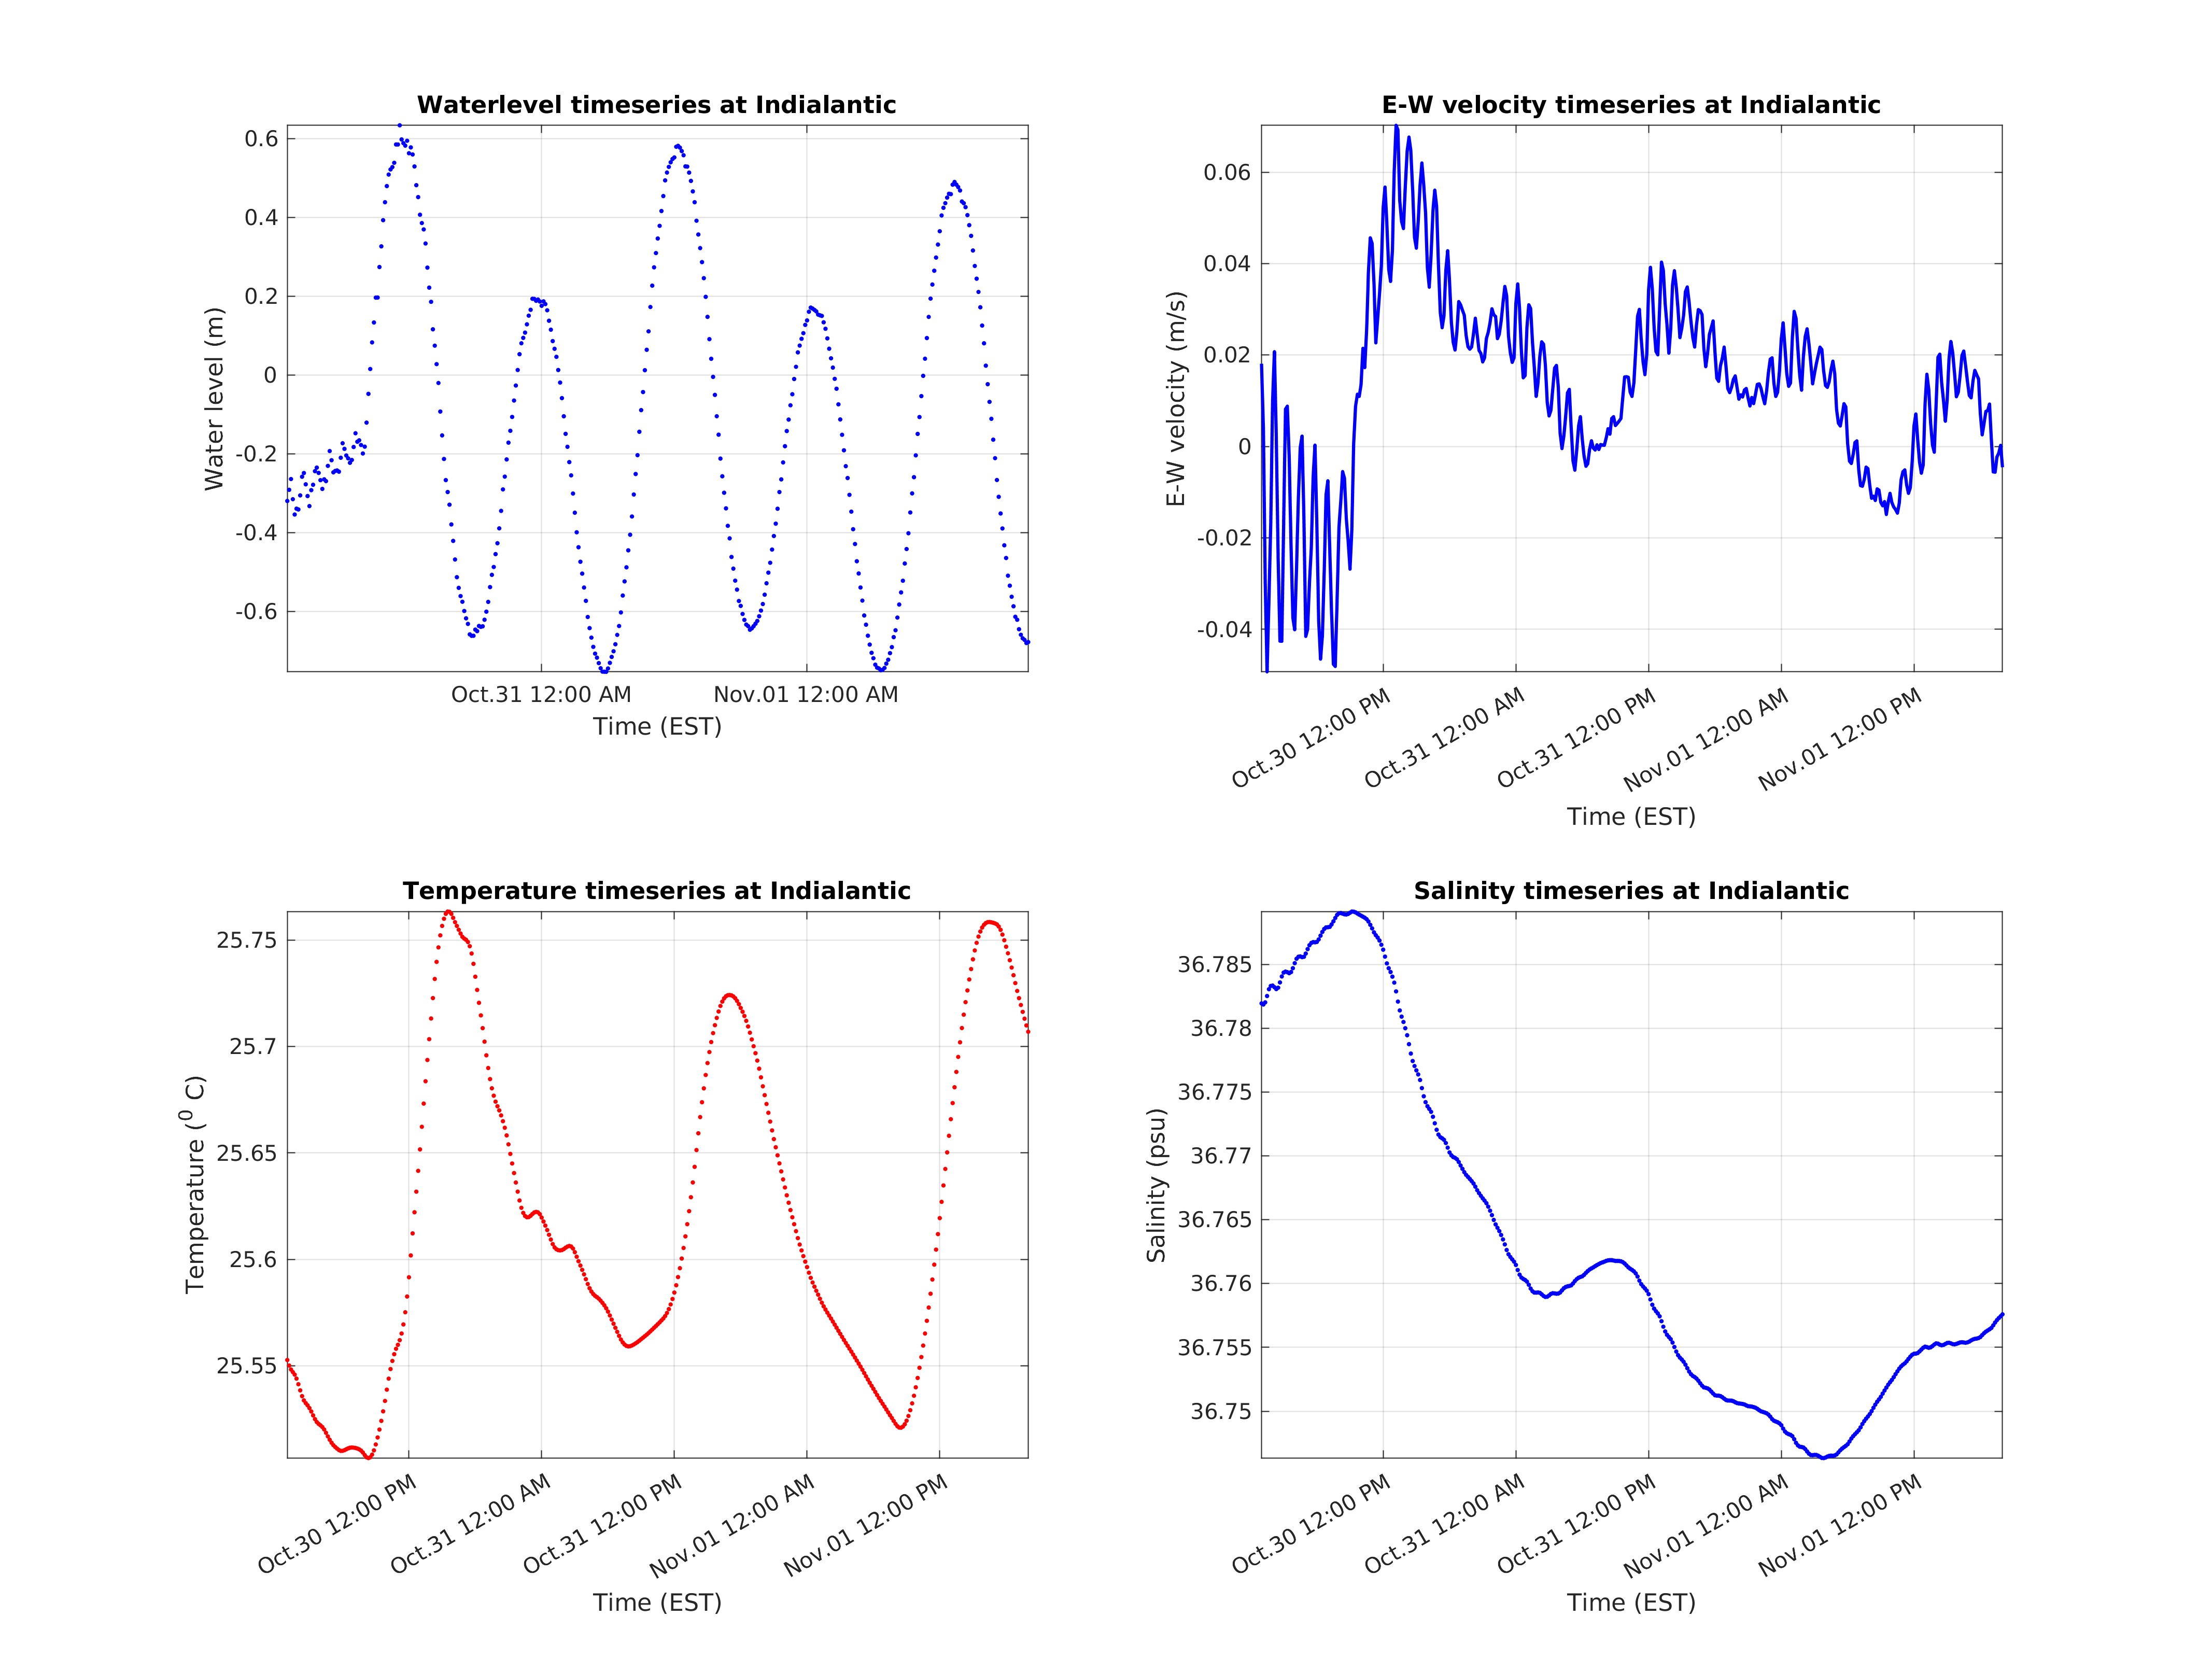 Waterlevel timeseries at Indialantic
0.6
0.4
0.2
0
-0.2
-0.4
-0.6
Water level (m)
Oct.31 12:00 AM
Nov.01 12:00 AM
Time (EST)
E-W velocity timeseries at Indialantic
0.06
0.04
0.02
0
-0.02
-0.04
E-W velocity (m/s)
Oct.30 12:00 PM
Oct.31 12:00 AM
Oct.31 12:00 PM
Nov.01 12:00 AM
Nov.01 12:00 PM
Time (EST)
Temperature timeseries at Indialantic
25.75
25.7
25.65
25.6
25.55
Temperature (⁰ C)
Oct.30 12:00 PM
Oct.31 12:00 AM
Oct.31 12:00 PM
Nov.01 12:00 AM
Nov.01 12:00 PM
Time (EST)
Salinity timeseries at Indialantic
36.785
36.78
36.775
36.77
36.765
36.76
36.755
36.75
Salinity (psu)
Oct.30 12:00 PM
Oct.31 12:00 AM
Oct.31 12:00 PM
Nov.01 12:00 AM
Nov.01 12:00 PM
Time (EST)